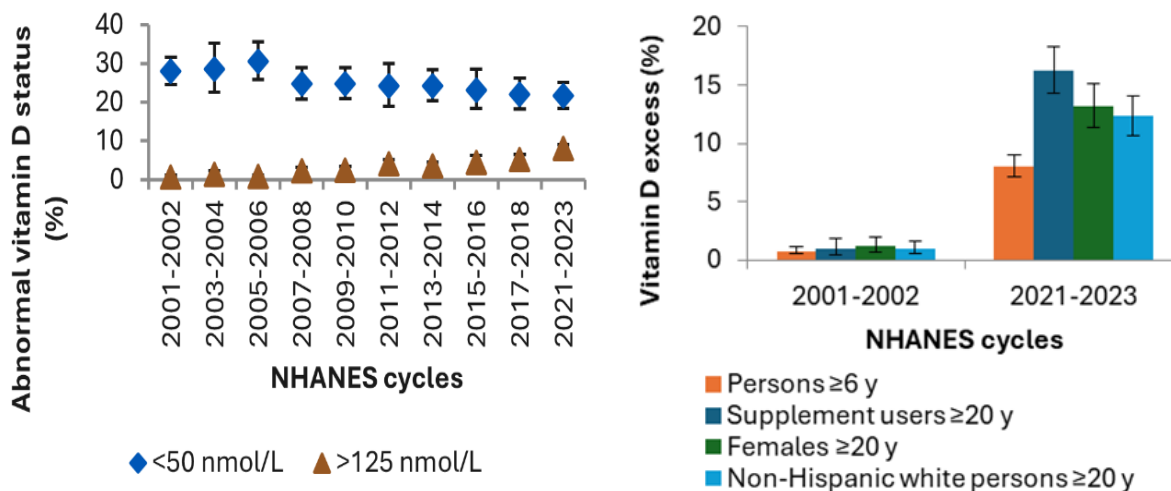 Abnormal vitamin D status
(%)
40
30
20
10
0
2001-2002
2003-2004
2005-2006
2007-2008
2009-2010
2011-2012
2013-2014
2015-2016
2017-2018
2021-2023
NHANES cycles
<50 nmol/L
>125 nmol/L
Vitamin D excess (%)
20
15
10
5
0
2001-2002
2021-2023
NHANES cycles
Persons ≥6 y
Supplement users ≥20 y
Females ≥20 y
Non-Hispanic white persons ≥20 y